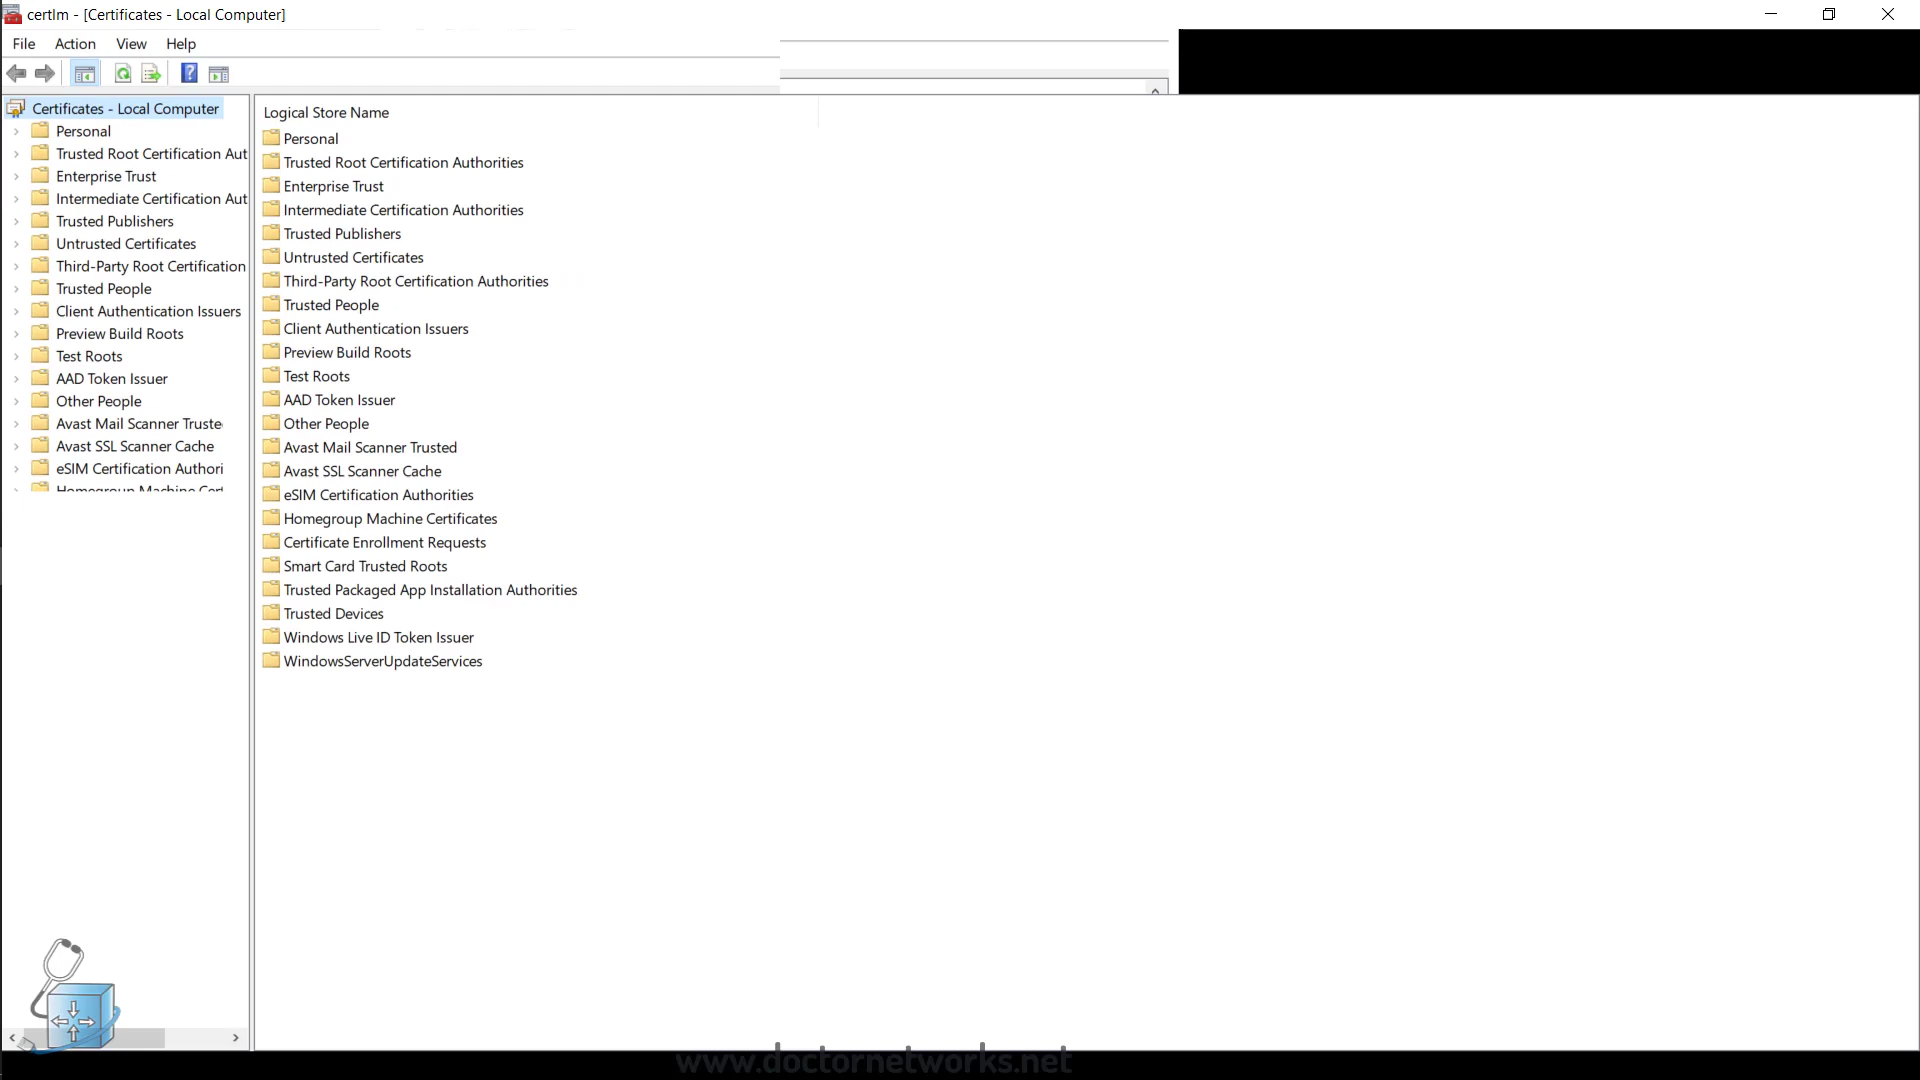 certlm - [Certificates - Local Computer]
File Action View Help
Certificates - Local Computer
Personal
Trusted Root Certification Aut
Enterprise Trust
Intermediate Certification Aut
Trusted Publishers
Untrusted Certificates
Third-Party Root Certification
Trusted People
Client Authentication Issuers
Preview Build Roots
Test Roots
AAD Token Issuer
Other People
Avast Mail Scanner Truste
Avast SSL Scanner Cache
eSIM Certification Authori
Homegroup Machine Cert
Logical Store Name
Personal
Trusted Root Certification Authorities
Enterprise Trust
Intermediate Certification Authorities
Trusted Publishers
Untrusted Certificates
Third-Party Root Certification Authorities
Trusted People
Client Authentication Issuers
Preview Build Roots
Test Roots
AAD Token Issuer
Other People
Avast Mail Scanner Trusted
Avast SSL Scanner Cache
eSIM Certification Authorities
Homegroup Machine Certificates
Certificate Enrollment Requests
Smart Card Trusted Roots
Trusted Packaged App Installation Authorities
Trusted Devices
Windows Live ID Token Issuer
WindowsServerUpdateServices
www.doctornetworks.net